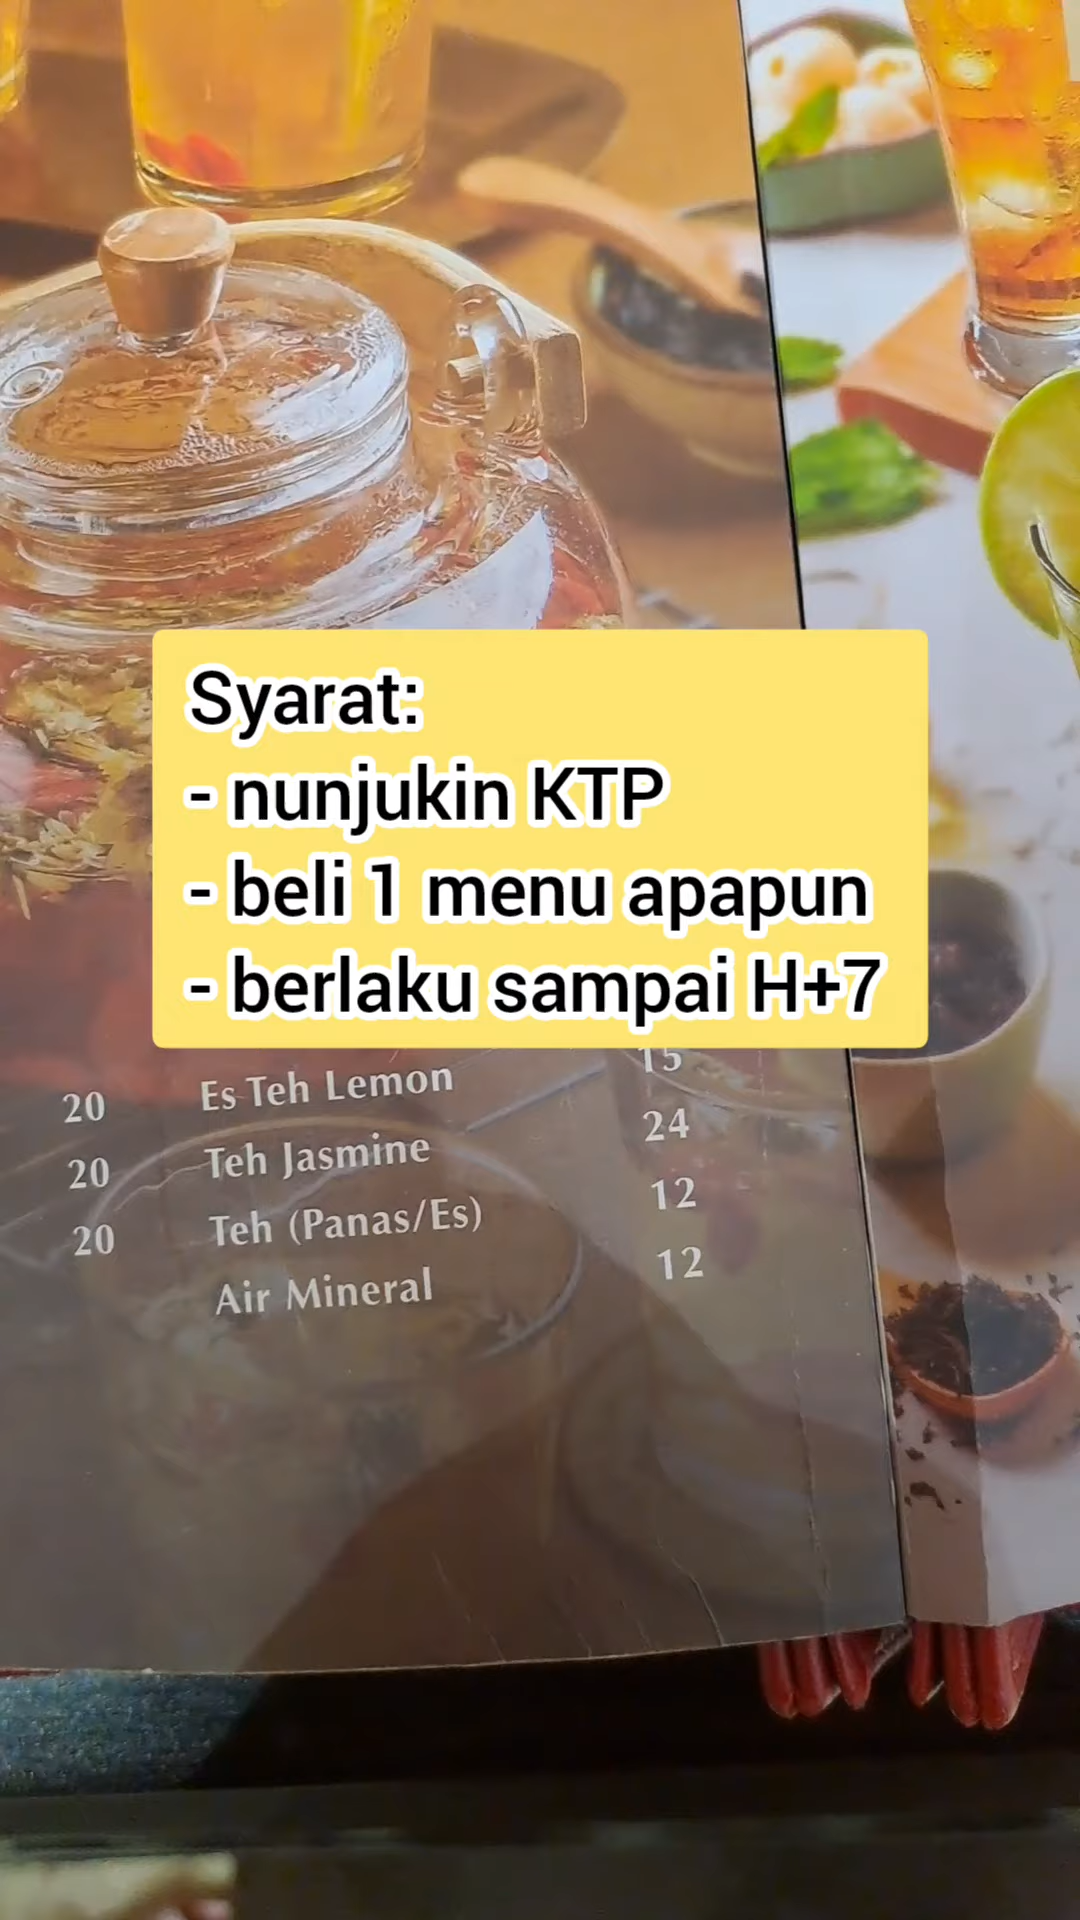 Syarat:
- nunjukin KTP
- beli 1 menu apapun
- berlaku sampai H+7
15
20 Es Teh Lemon 24
20 Teh Jasmine 12
20 Teh (Panas/Es) 12
Air Mineral